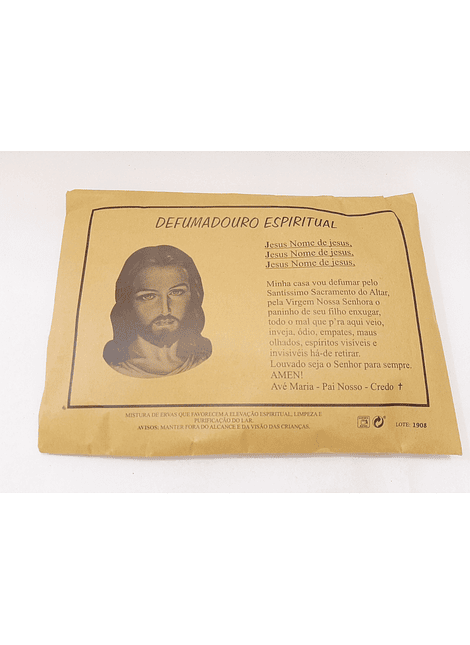 DEFUMADOURO ESPIRITUAL
Jesus Nome de jesus,
Jesus Nome de jesus,
Jesus Nome de jesus,
Minha casa vou defumar pelo
Santíssimo Sacramento do Altar,
pela Virgem Nossa Senhora o
paninho de seu filho enxugar,
todo o mal que p'ra aqui veio,
inveja, ódio, empates, maus
olhados, espiritos visíveis e
invisivéis há-de retirar.
Louvado seja o Senhor para sempre.
AMEN!
Avé Maria - Pai Nosso - Credo ✝
MISTURA DE ERVAS QUE FAVORECEM A ELEVAÇÃO ESPIRITUAL, LIMPEZA E
PURIFICAÇÃO DO LAR.
AVISOS: MANTER FORA DO ALCANCE E DA VISÃO DAS CRIANÇAS.
LOTE: 1908